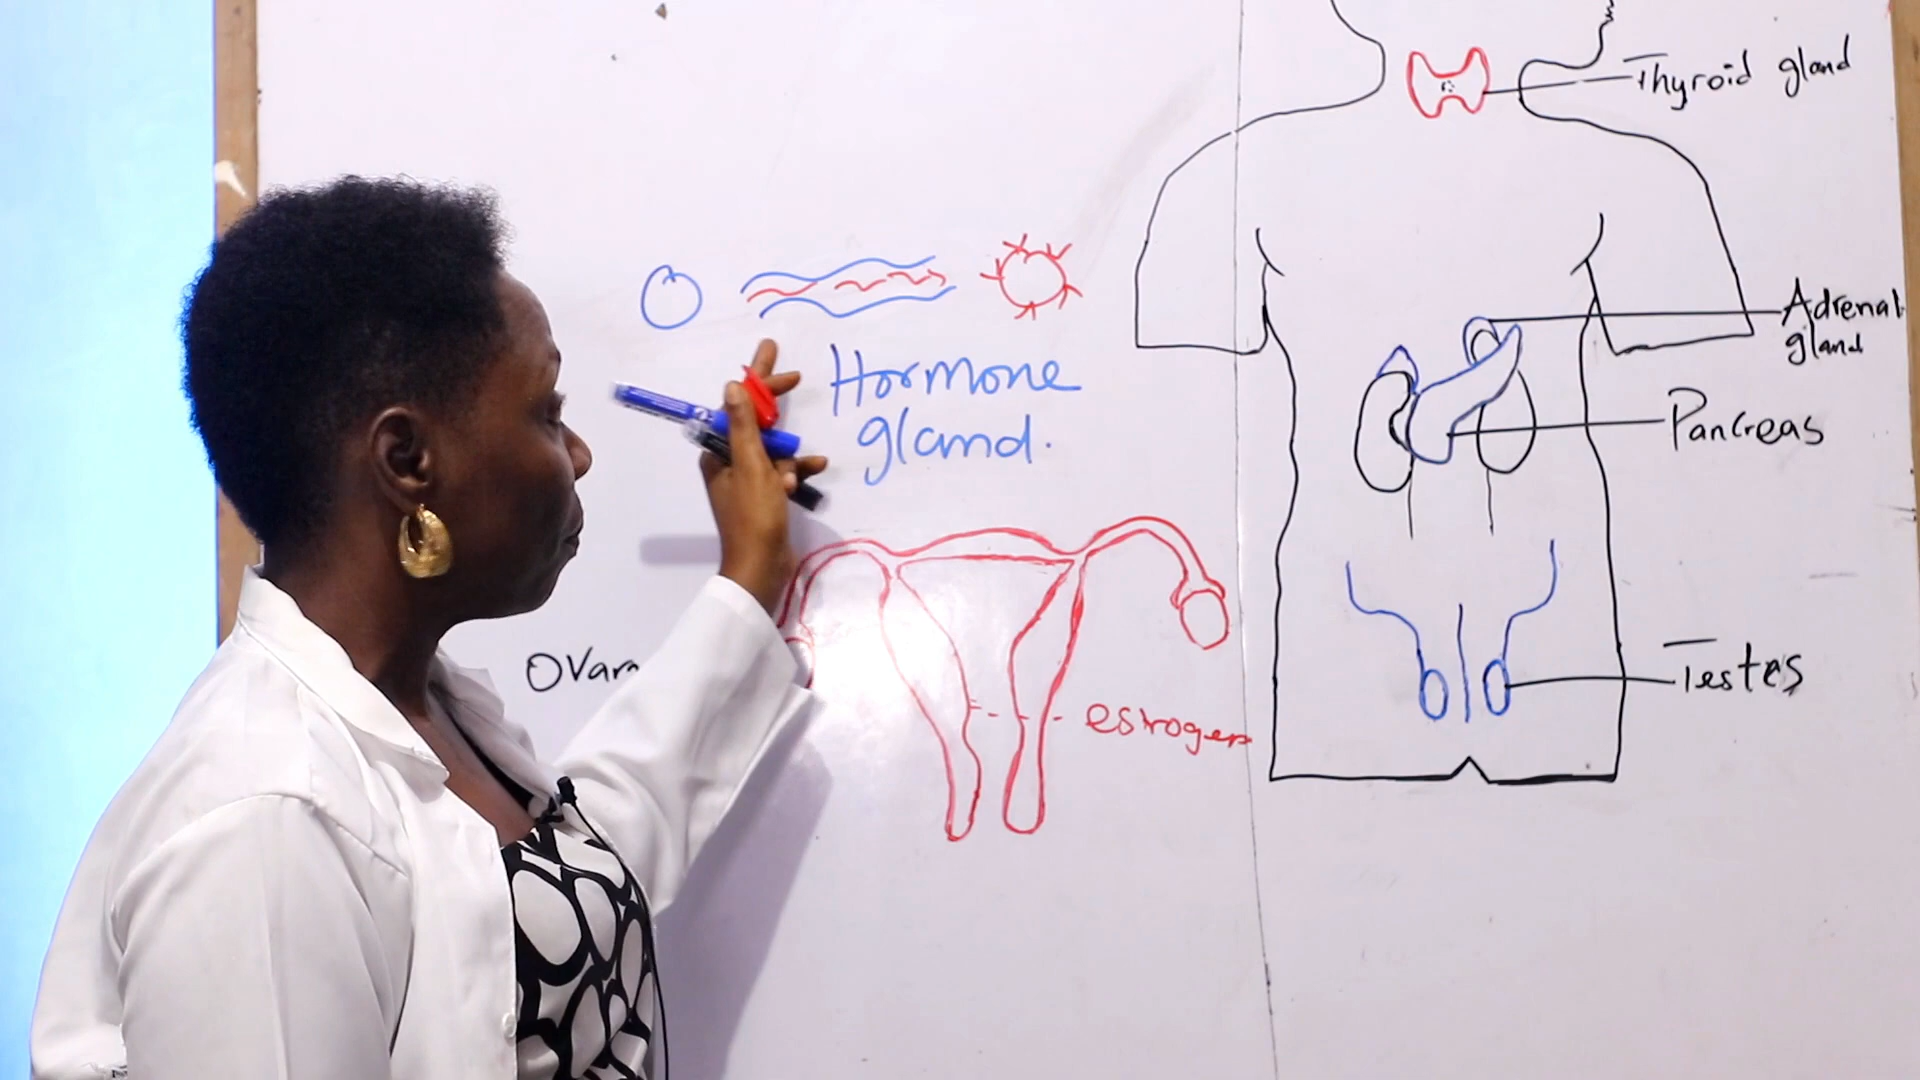 Thyroid gland
Adrenal
gland
Hormone
gland.
Pancreas
Testes
estrogen